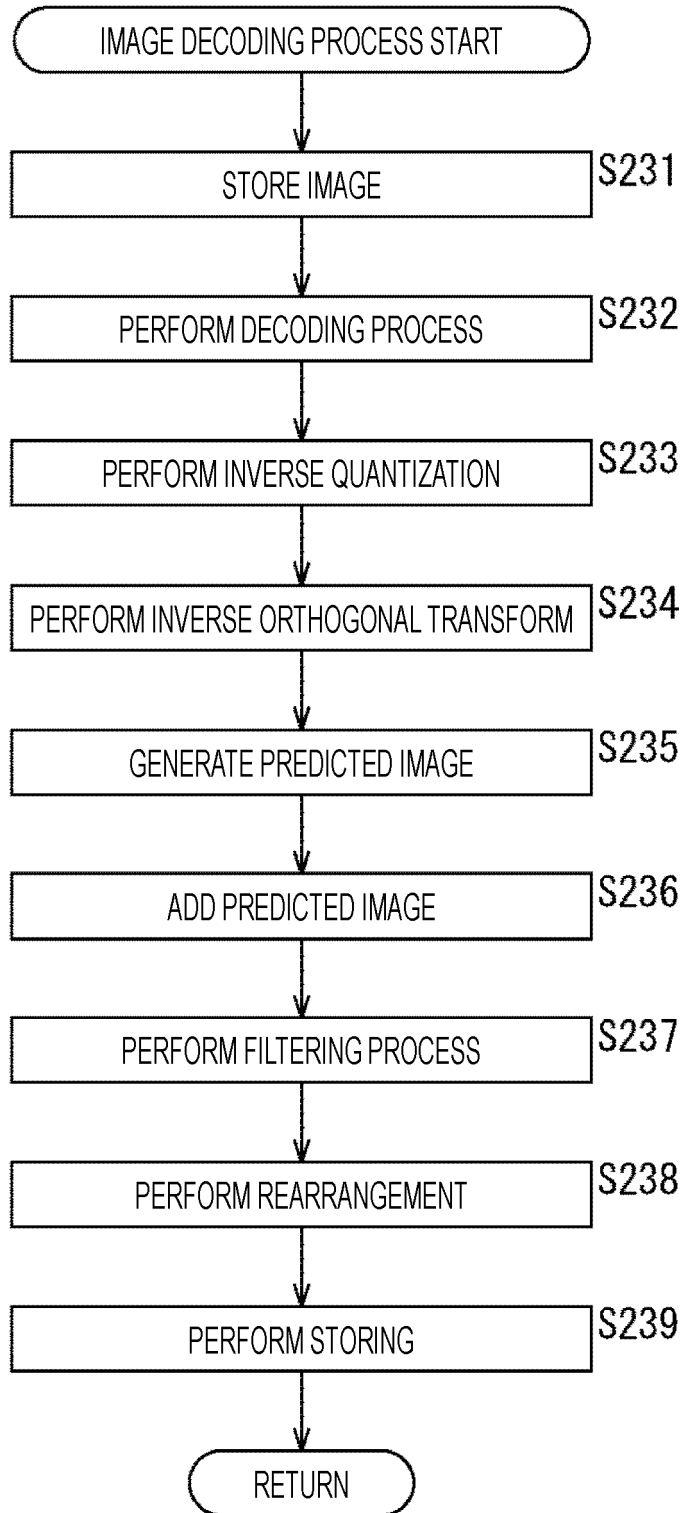 IMAGE DECODING PROCESS START
STORE IMAGE
S231
PERFORM DECODING PROCESS
S232
PERFORM INVERSE QUANTIZATION
S233
PERFORM INVERSE ORTHOGONAL TRANSFORM
S234
GENERATE PREDICTED IMAGE
S235
ADD PREDICTED IMAGE
S236
PERFORM FILTERING PROCESS
S237
PERFORM REARRANGEMENT
S238
PERFORM STORING
S239
RETURN